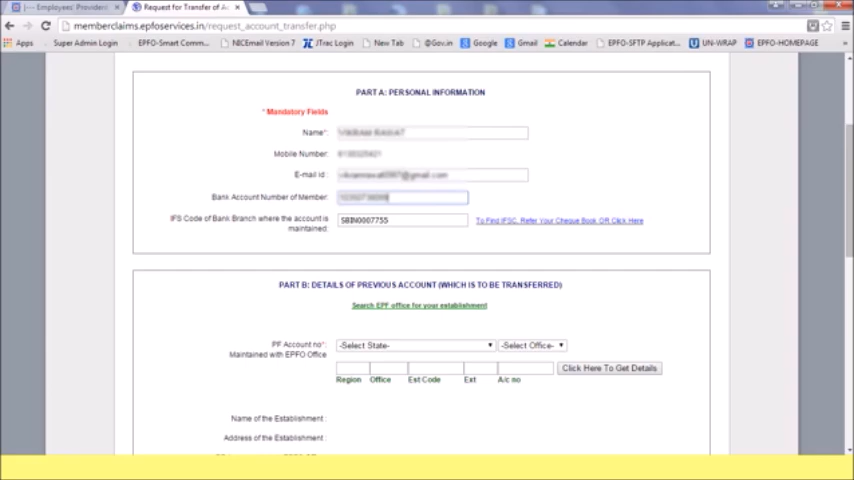 |--- Employees' Provident
Request for Transfer of A
memberclaims.epfoservices.in/request_account_transfer.php
Apps Super Admin Login EPFO-Smart Comm... NICEmail Version 7 JTrac Login New Tab @Gov.in Google Gmail Calendar EPFO-SFTP Applicat... UN-WRAP EPFO-HOMEPAGE
PART A: PERSONAL INFORMATION
* Mandatory Fields
Name*:
Mobile Number:
E-mail id :
Bank Account Number of Member:
IFS Code of Bank Branch where the account is maintained: SBIN0007755 To Find IFSC, Refer Your Cheque Book OR Click Here
PART B: DETAILS OF PREVIOUS ACCOUNT (WHICH IS TO BE TRANSFERRED)
Search EPF office for your establishment
PF Account no*: -Select State- -Select Office-
Maintained with EPFO Office
Click Here To Get Details
Region Office Est Code Ext A/c no
Name of the Establishment :
Address of the Establishment :